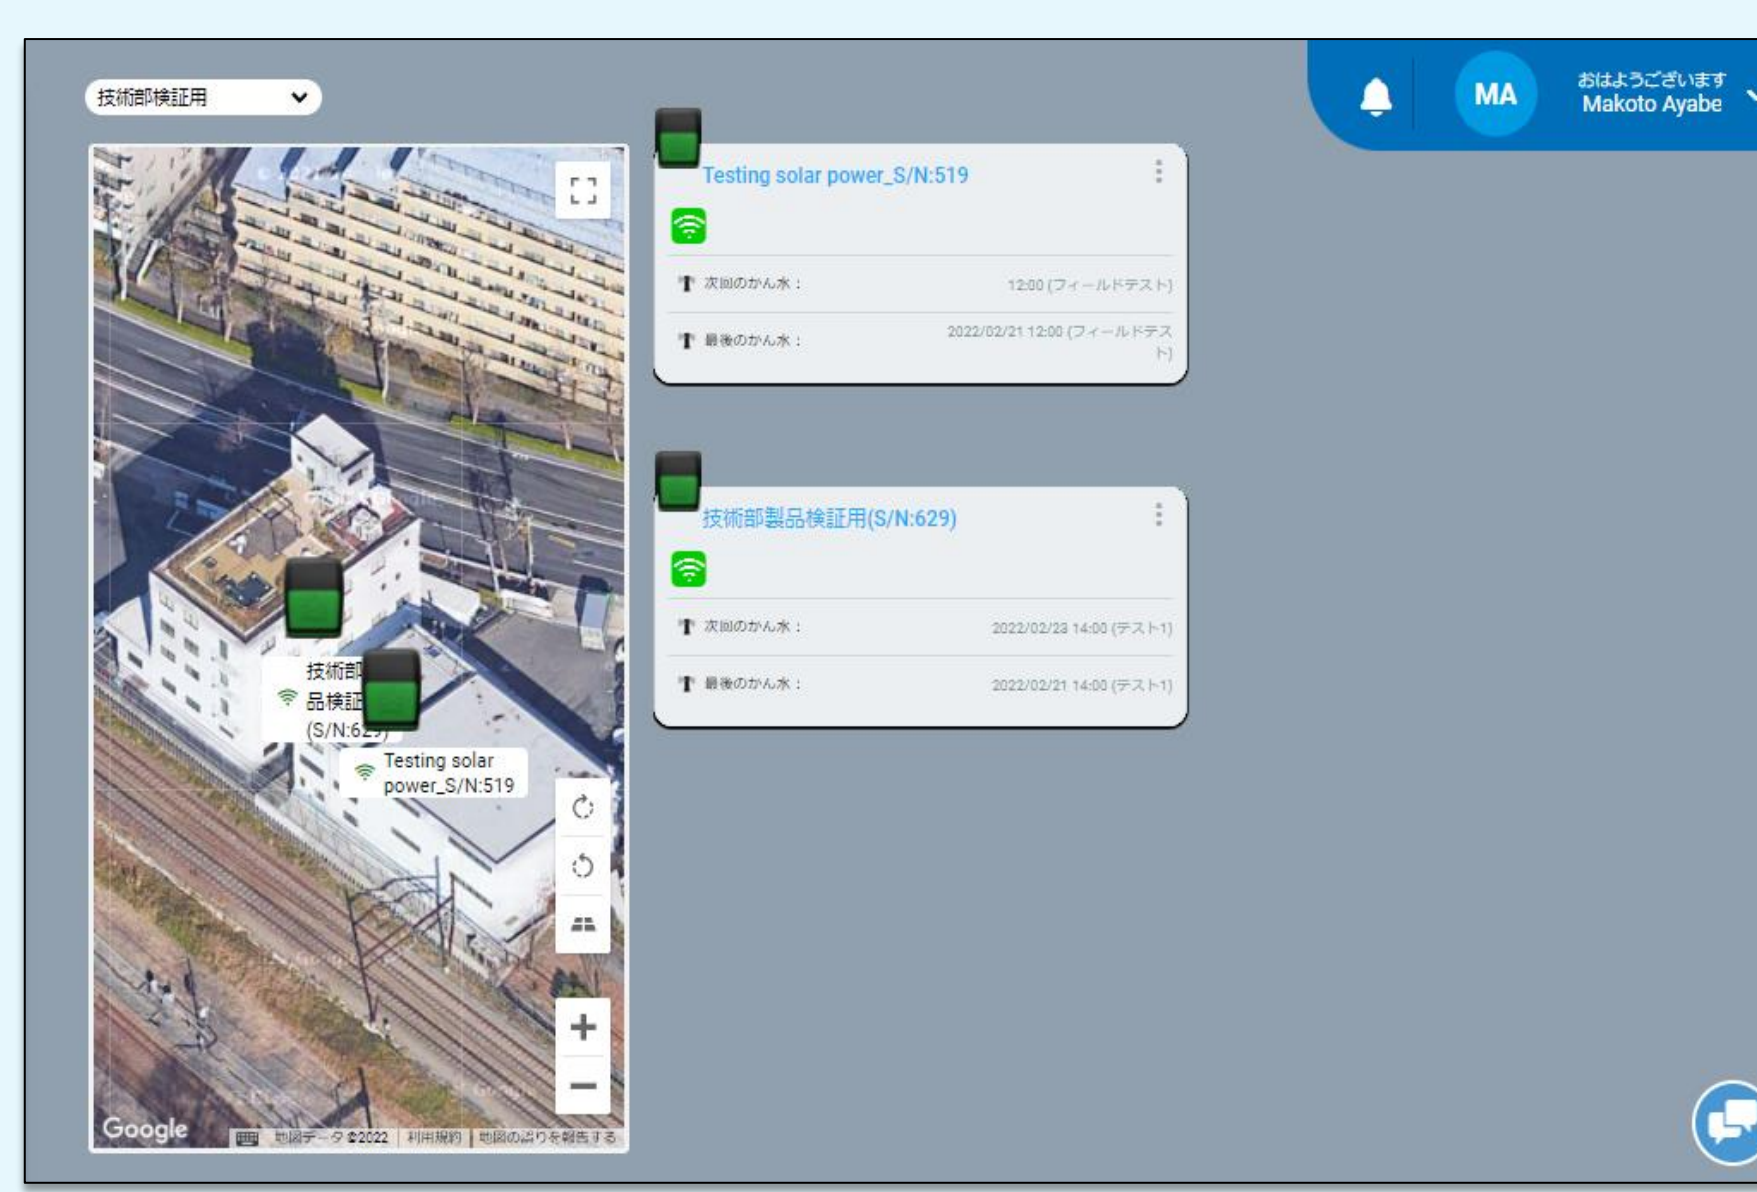 技術部検証用
おはようございます
MA
Makoto Ayabe
Testing solar power_S/N:519
次回のかん水：
12:00 (フィールドテスト)
最後のかん水：
2022/02/21 12:00 (フィールドテス
ト)
技術部製品検証用(S/N:629)
次回のかん水：
2022/02/23 14:00 (テスト1)
最後のかん水：
2022/02/21 14:00 (テスト1)
技術部
品検証
(S/N:629)
Testing solar
power_S/N:519
Google
地図データ ©2022
利用規約
地図の誤りを報告する